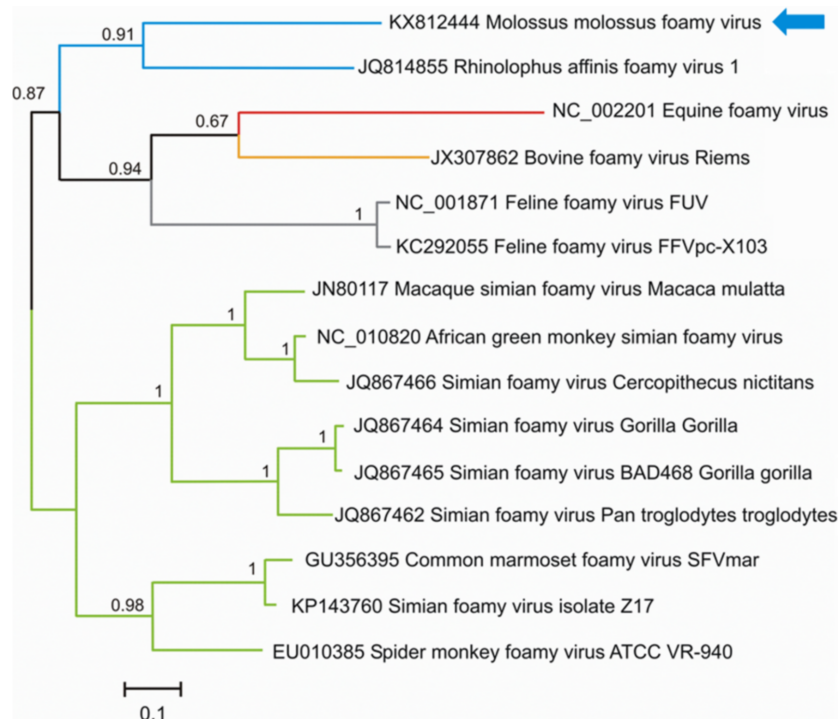 KX812444 Molossus molossus foamy virus
0.91
JQ814855 Rhinolophus affinis foamy virus 1
0.87
NC_002201 Equine foamy virus
0.67
JX307862 Bovine foamy virus Riems
0.94
NC_001871 Feline foamy virus FUV
1
KC292055 Feline foamy virus FFVpc-X103
JN80117 Macaque simian foamy virus Macaca mulatta
1
NC_010820 African green monkey simian foamy virus
1
JQ867466 Simian foamy virus Cercopithecus nictitans
1
JQ867464 Simian foamy virus Gorilla Gorilla
1
JQ867465 Simian foamy virus BAD468 Gorilla gorilla
1
JQ867462 Simian foamy virus Pan troglodytes troglodytes
GU356395 Common marmoset foamy virus SFVmar
1
KP143760 Simian foamy virus isolate Z17
0.98
EU010385 Spider monkey foamy virus ATCC VR-940
0.1